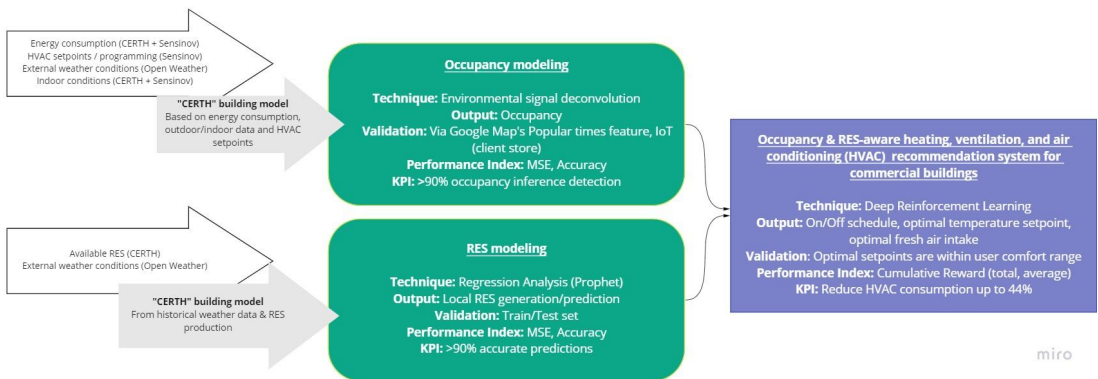 Energy consumption (CERTH + Sensinov)
HVAC setpoints / programming (Sensinov)
External weather conditions (Open Weather)
Indoor conditions (CERTH + Sensinov)
"CERTH" building model
Based on energy consumption,
outdoor/indoor data and HVAC
setpoints
Occupancy modeling
Technique: Environmental signal deconvolution
Output: Occupancy
Validation: Via Google Map's Popular times feature, IoT
(client store)
Performance Index: MSE, Accuracy
KPI: >90% occupancy inference detection
Available RES (CERTH)
External weather conditions (Open Weather)
"CERTH" building model
From historical weather data & RES
production
RES modeling
Technique: Regression Analysis (Prophet)
Output: Local RES generation/prediction
Validation: Train/Test set
Performance Index: MSE, Accuracy
KPI: >90% accurate predictions
Occupancy & RES-aware heating, ventilation, and air
conditioning (HVAC) recommendation system for
commercial buildings
Technique: Deep Reinforcement Learning
Output: On/Off schedule, optimal temperature setpoint,
optimal fresh air intake
Validation: Optimal setpoints are within user comfort range
Performance Index: Cumulative Reward (total, average)
KPI: Reduce HVAC consumption up to 44%
miro